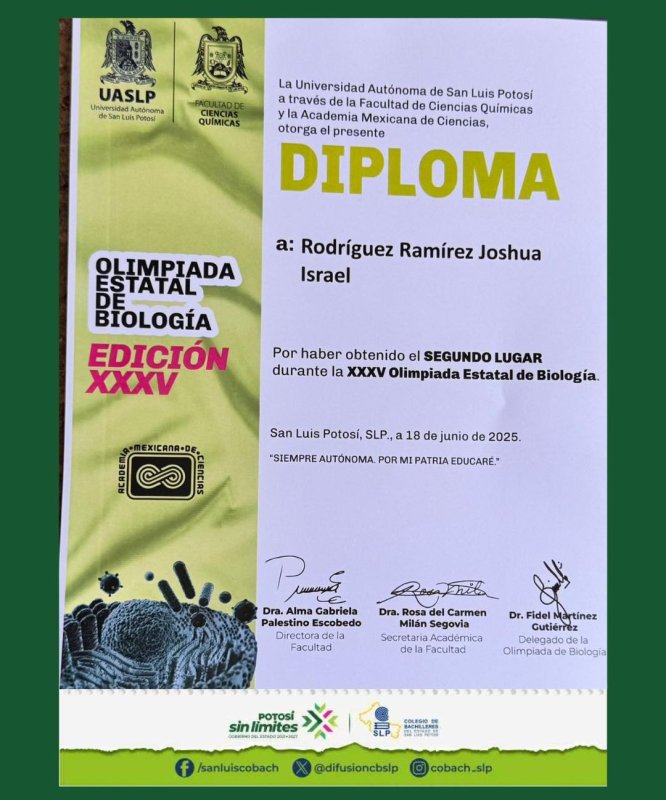 UASLP
Universidad Autónoma
de San Luis Potosí
FACULTAD DE
CIENCIAS
QUÍMICAS
La Universidad Autónoma de San Luis Potosí
a través de la Facultad de Ciencias Químicas
y la Academia Mexicana de Ciencias,
otorga el presente
DIPLOMA
a: Rodríguez Ramírez Joshua
Israel
OLIMPIADA
ESTATAL
DE
BIOLOGÍA
EDICIÓN
XXXV
Por haber obtenido el SEGUNDO LUGAR
durante la XXXV Olimpiada Estatal de Biología.
San Luis Potosí, SLP., a 18 de junio de 2025.
"SIEMPRE AUTÓNOMA. POR MI PATRIA EDUCARÉ."
ACADEMIA•MEXICANA•DE•CIENCIAS
Dra. Alma Gabriela
Palestino Escobedo
Directora de la
Facultad
Dra. Rosa del Carmen
Milán Segovia
Secretaria Académica
de la Facultad
Dr. Fidel Martínez
Gutiérrez
Delegado de la
Olimpiada de Biología
POTOSÍ
sin límites
GOBIERNO DEL ESTADO 2021-2027
SLP
COLEGIO DE
BACHILLERES
DEL ESTADO DE
SAN LUIS POTOSÍ
/sanluiscobach
@difusioncbslp
cobach_slp